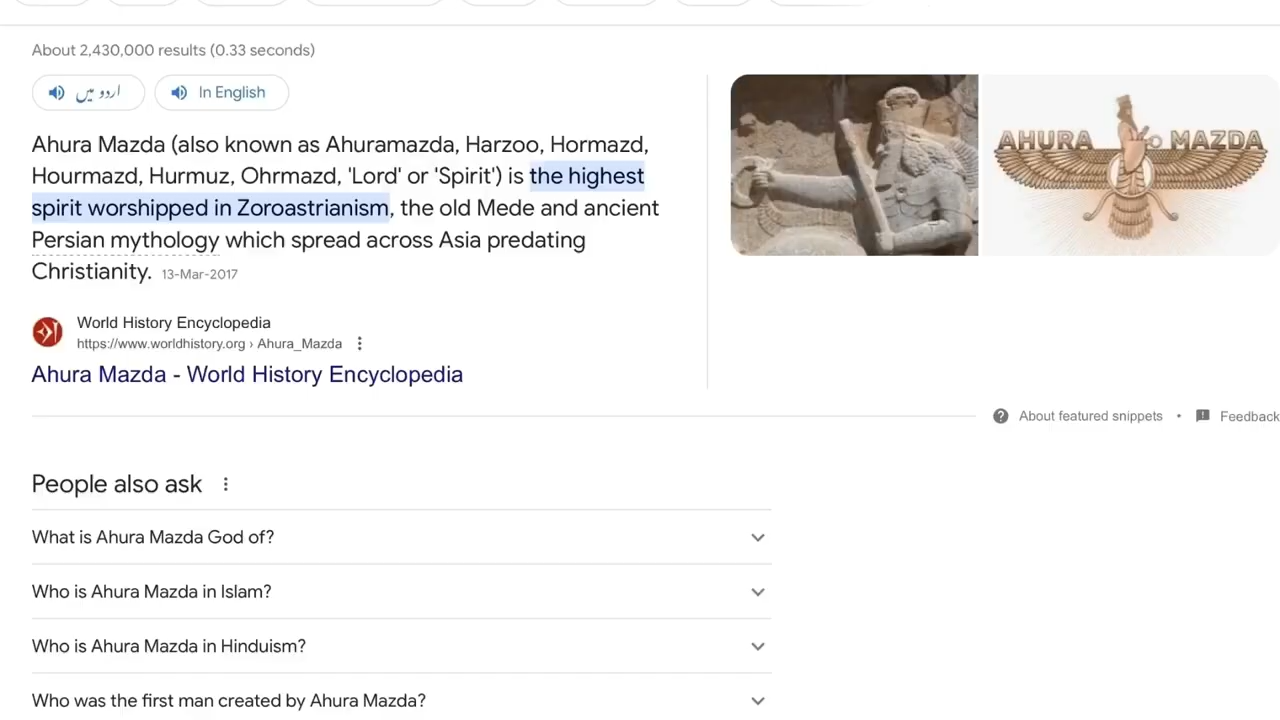 About 2,430,000 results (0.33 seconds)
اردو میں
In English
Ahura Mazda (also known as Ahuramazda, Harzoo, Hormazd,
Hourmazd, Hurmuz, Ohrmazd, 'Lord' or 'Spirit') is the highest
spirit worshipped in Zoroastrianism, the old Mede and ancient
Persian mythology which spread across Asia predating
Christianity. 13-Mar-2017
AHURA MAZDA
World History Encyclopedia
https://www.worldhistory.org › Ahura_Mazda
Ahura Mazda - World History Encyclopedia
About featured snippets • Feedback
People also ask
What is Ahura Mazda God of?
Who is Ahura Mazda in Islam?
Who is Ahura Mazda in Hinduism?
Who was the first man created by Ahura Mazda?